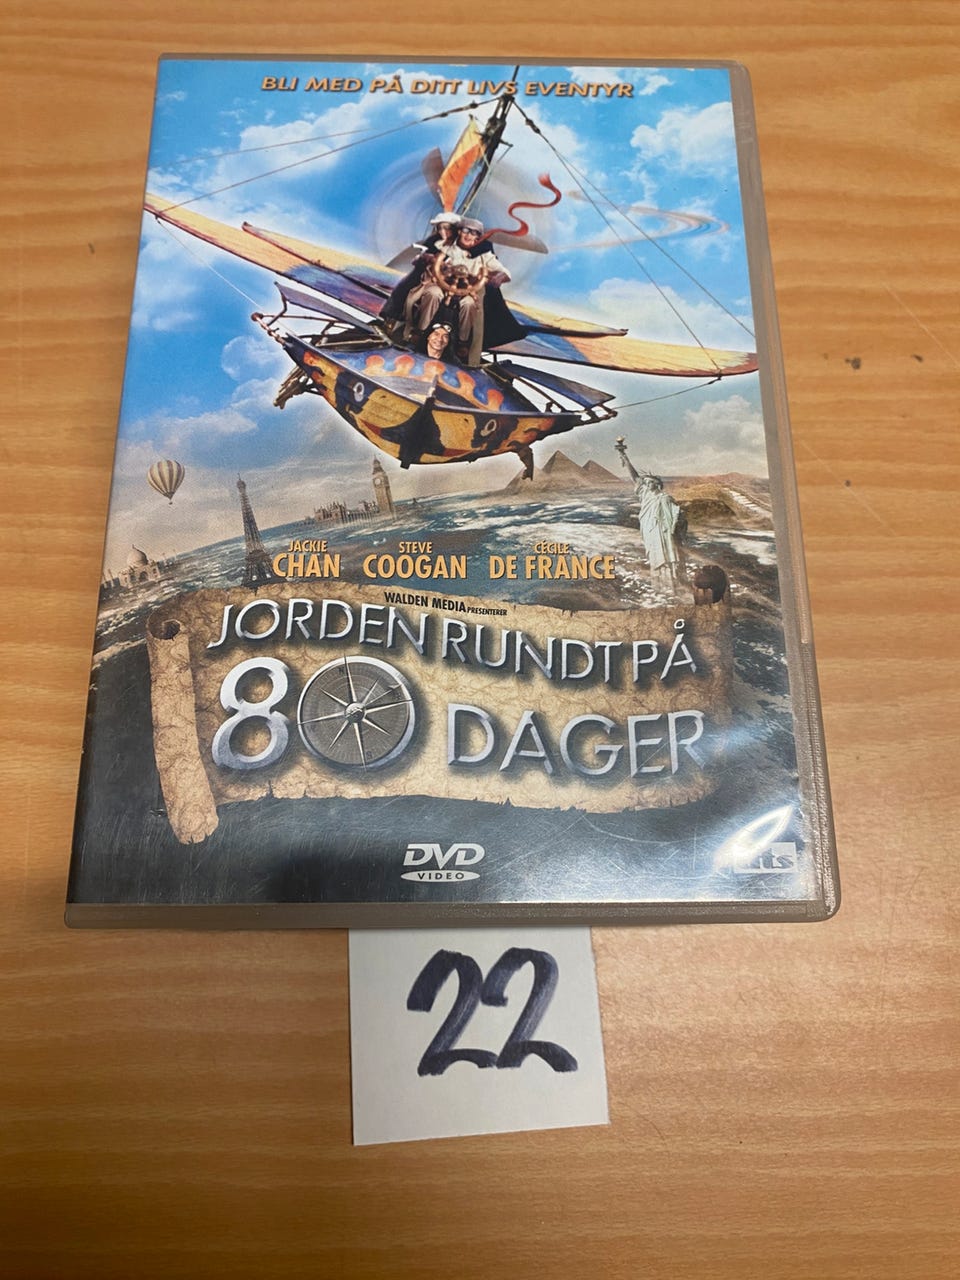 BLI MED PÅ DITT LIVS EVENTYR
JACKIE CHAN
STEVE COOGAN
CÉCILE DE FRANCE
WALDEN MEDIA PRESENTERER
JORDEN RUNDT PÅ
80 DAGER
DVD
VIDEO
dts
22